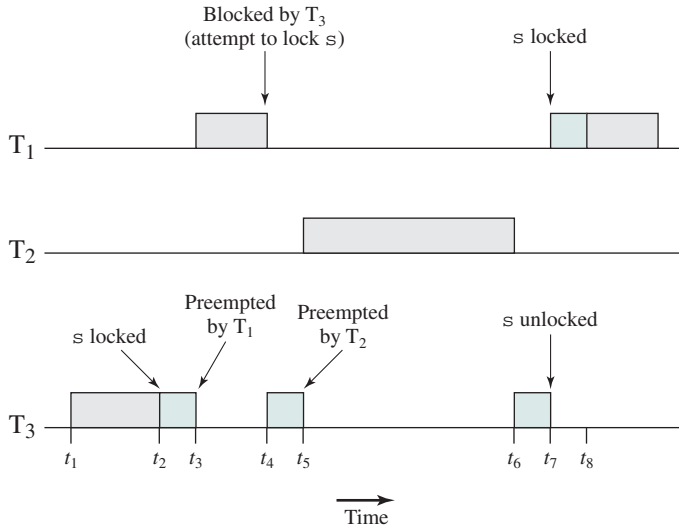 Blocked by T3
(attempt to lock s)
s locked
T1
T2
Preempted
by T1
Preempted
by T2
s locked
s unlocked
T3
t1 t2 t3 t4 t5 t6 t7 t8
Time